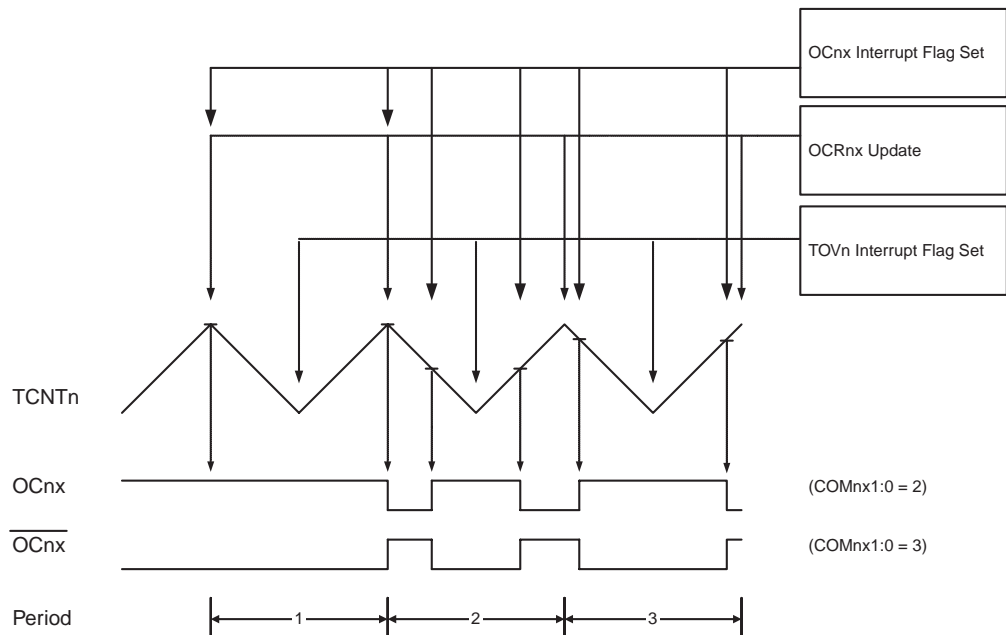 OCnx Interrupt Flag Set
OCRnx Update
TOVn Interrupt Flag Set
TCNTn
OCnx
(COMnx1:0 = 2)
OCnx
(COMnx1:0 = 3)
Period
1
2
3